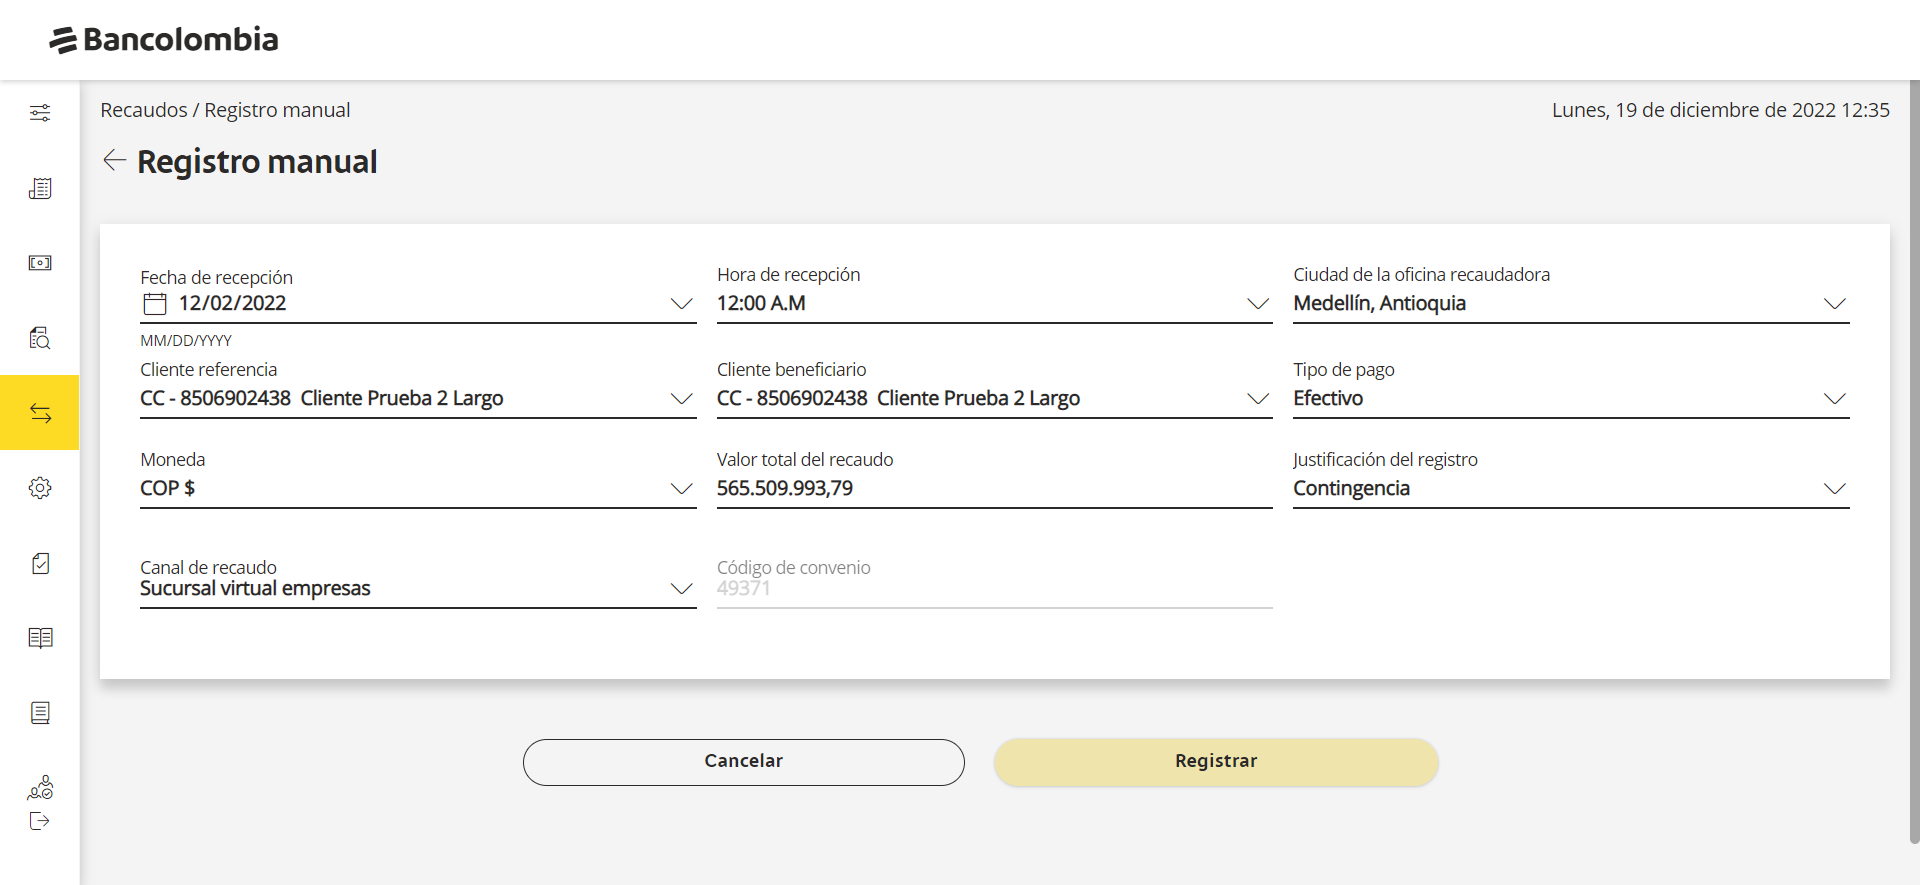 Bancolombia
Recaudos / Registro manual
Lunes, 19 de diciembre de 2022 12:35
Registro manual
Fecha de recepción
12/02/2022
MM/DD/YYYY
Hora de recepción
12:00 A.M
Ciudad de la oficina recaudadora
Medellín, Antioquia
Cliente referencia
CC - 8506902438 Cliente Prueba 2 Largo
Cliente beneficiario
CC - 8506902438 Cliente Prueba 2 Largo
Tipo de pago
Efectivo
Moneda
COP $
Valor total del recaudo
565.509.993,79
Justificación del registro
Contingencia
Canal de recaudo
Sucursal virtual empresas
Código de convenio
49371
Cancelar
Registrar